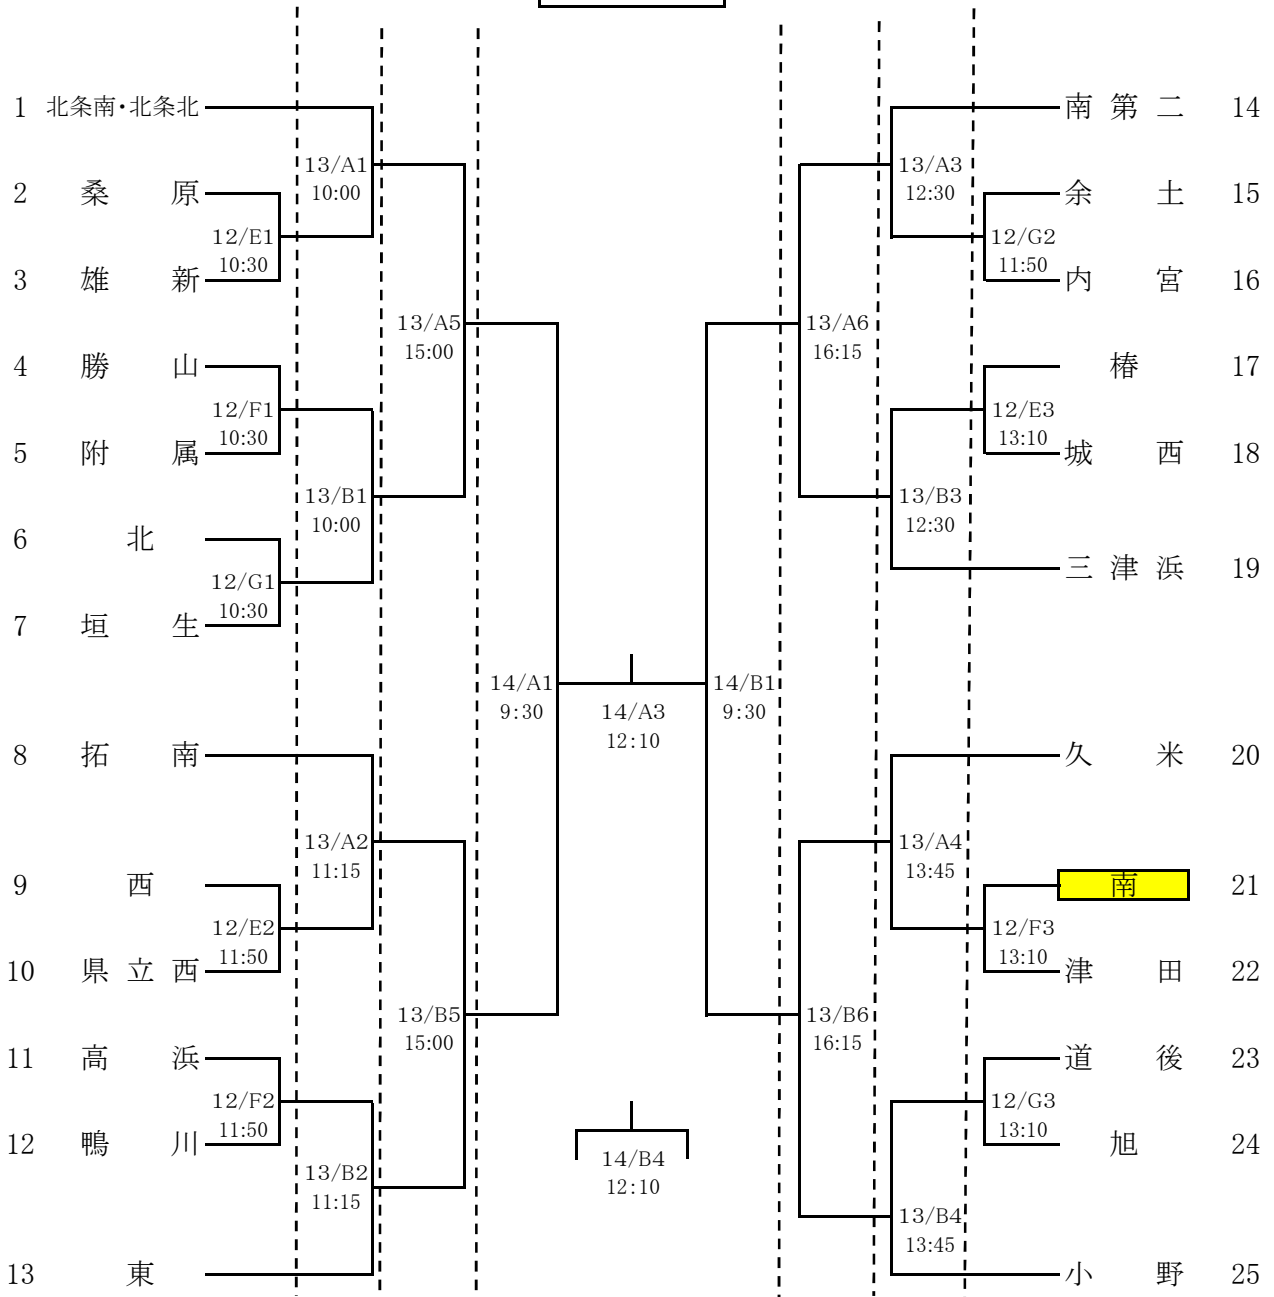 1 北条南・北条北
13/A1
10:00
2 桑原
12/E1
10:30
3 雄新
13/A5
15:00
4 勝山
12/F1
10:30
5 附属
13/B1
10:00
6 北
12/G1
10:30
7 垣生
14/A1
9:30
8 拓南
13/A2
11:15
9 西
12/E2
11:50
10 県立西
13/B5
15:00
11 高浜
12/F2
11:50
12 鴨川
13/B2
11:15
13 東
14/A3
12:10
14/B4
12:10
南第二 14
13/A3
12:30
余土 15
12/G2
11:50
内宮 16
13/A6
16:15
椿 17
12/E3
13:10
城西 18
13/B3
12:30
三津浜 19
14/B1
9:30
久米 20
13/A4
13:45
南 21
12/F3
13:10
津田 22
13/B6
16:15
道後 23
12/G3
13:10
旭 24
13/B4
13:45
小野 25